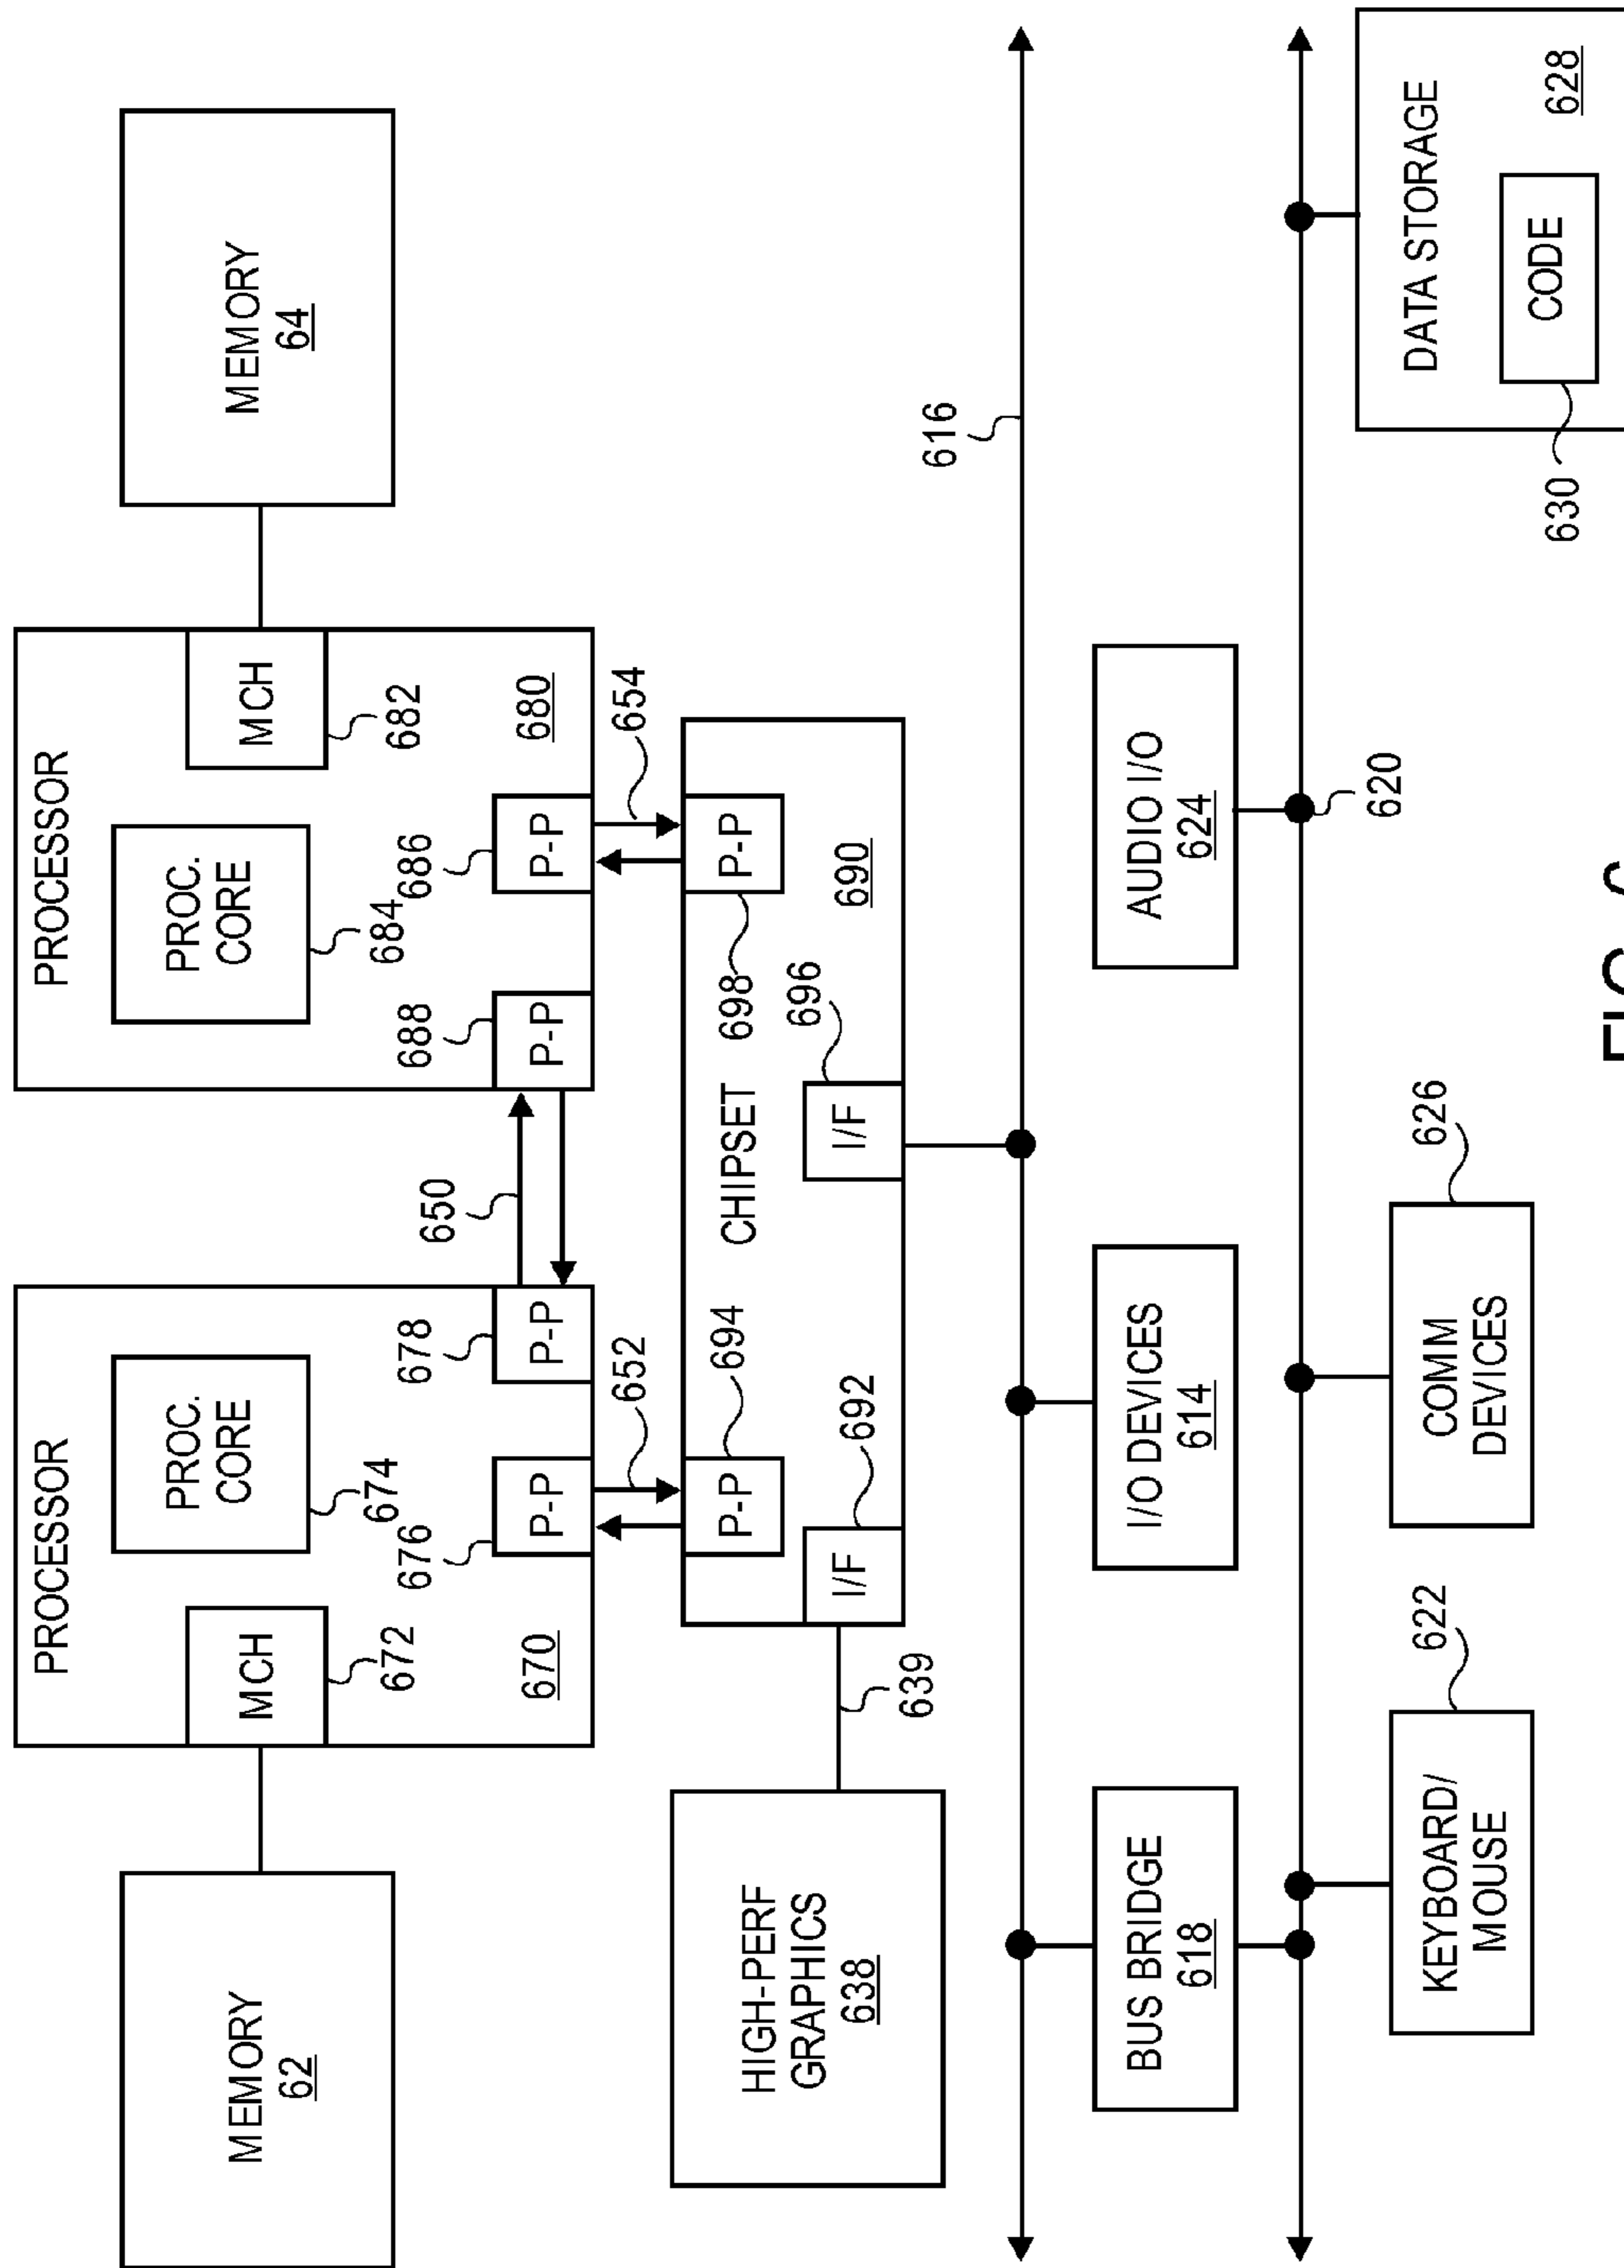 PROCESSOR
PROCESSOR
MEMORY
62
MCH
672
PROC.
CORE
674
670
676
P-P
678
P-P
650
688
P-P
PROC.
CORE
684
686
P-P
MCH
682
680
MEMORY
64
652
654
HIGH-PERF
GRAPHICS
638
639
I/F
692
P-P
694
CHIPSET
I/F
696
P-P
698
690
616
BUS BRIDGE
618
I/O DEVICES
614
AUDIO I/O
624
620
KEYBOARD/
MOUSE
622
COMM
DEVICES
626
DATA STORAGE
CODE
628
630